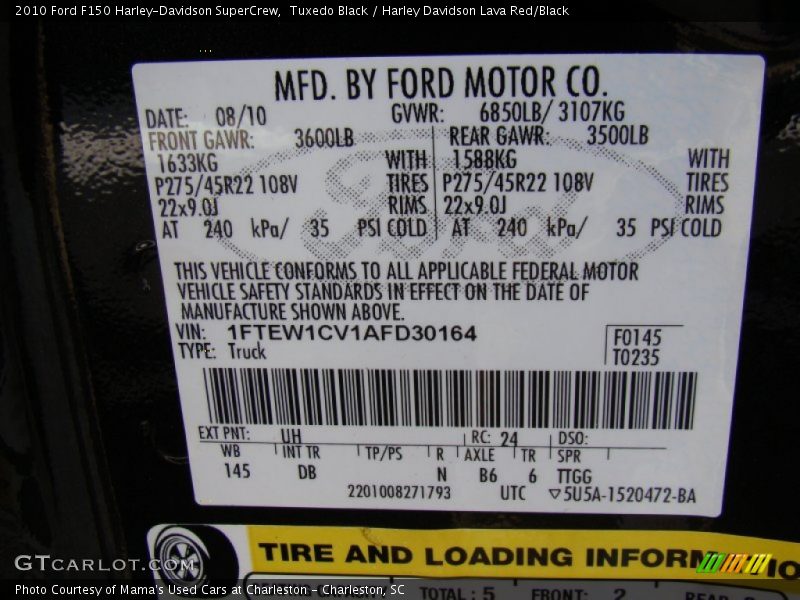 2010 Ford F150 Harley-Davidson SuperCrew, Tuxedo Black / Harley Davidson Lava Red/Black
MFD. BY FORD MOTOR CO.
DATE: 08/10 GVWR: 6850LB/ 3107KG
FRONT GAWR: 3600LB REAR GAWR: 3500LB
1633KG WITH 1588KG WITH
P275/45R22 108V TIRES P275/45R22 108V TIRES
22x9.0J RIMS 22x9.0J RIMS
AT 240 kPa/ 35 PSI COLD AT 240 kPa/ 35 PSI COLD
Ford
THIS VEHICLE CONFORMS TO ALL APPLICABLE FEDERAL MOTOR
VEHICLE SAFETY STANDARDS IN EFFECT ON THE DATE OF
MANUFACTURE SHOWN ABOVE.
VIN: 1FTEW1CV1AFD30164 F0145
TYPE: Truck T0235
EXT PNT: UH RC: 24 DSO:
WB INT TR TP/PS R AXLE TR SPR
145 DB N B6 6 TTGG
2201008271793 UTC ▽5U5A-1520472-BA
TIRE AND LOADING
TOTAL : 5 FRONT: 2
GTCARLOT.COM
Photo Courtesy of Mama's Used Cars at Charleston - Charleston, SC